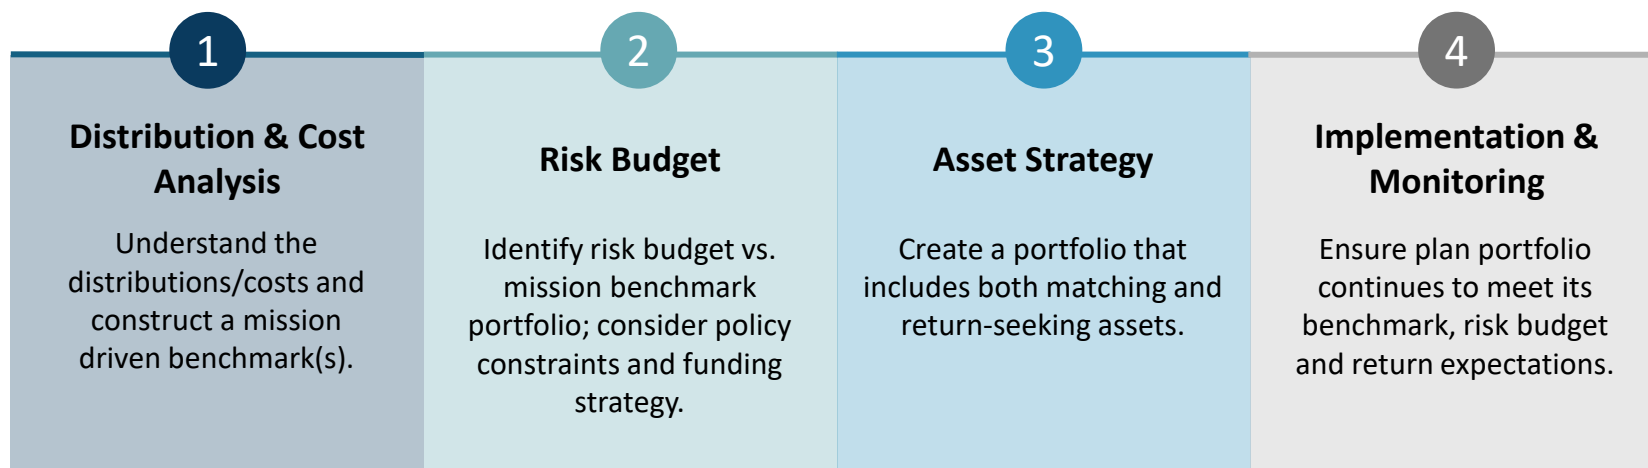 1
Distribution & Cost
Analysis
Understand the
distributions/costs and
construct a mission
driven benchmark(s).
2
Risk Budget
Identify risk budget vs.
mission benchmark
portfolio; consider policy
constraints and funding
strategy.
3
Asset Strategy
Create a portfolio that
includes both matching and
return-seeking assets.
4
Implementation &
Monitoring
Ensure plan portfolio
continues to meet its
benchmark, risk budget
and return expectations.